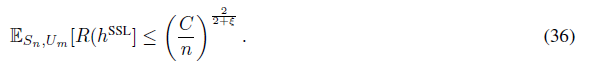 𝔼_{S_n,U_m}[R(h^{SSL}] ≤ (C/n)^{2/(2+ξ)}. (36)